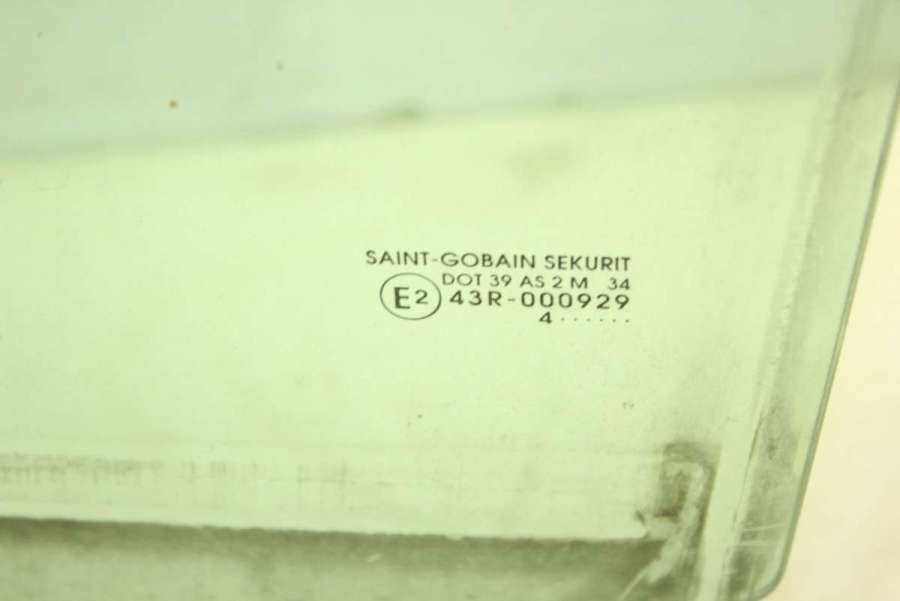 SAINT-GOBAIN SEKURIT
DOT 39 AS 2 M 34
E2 43R-000929
4 · · · · · ·